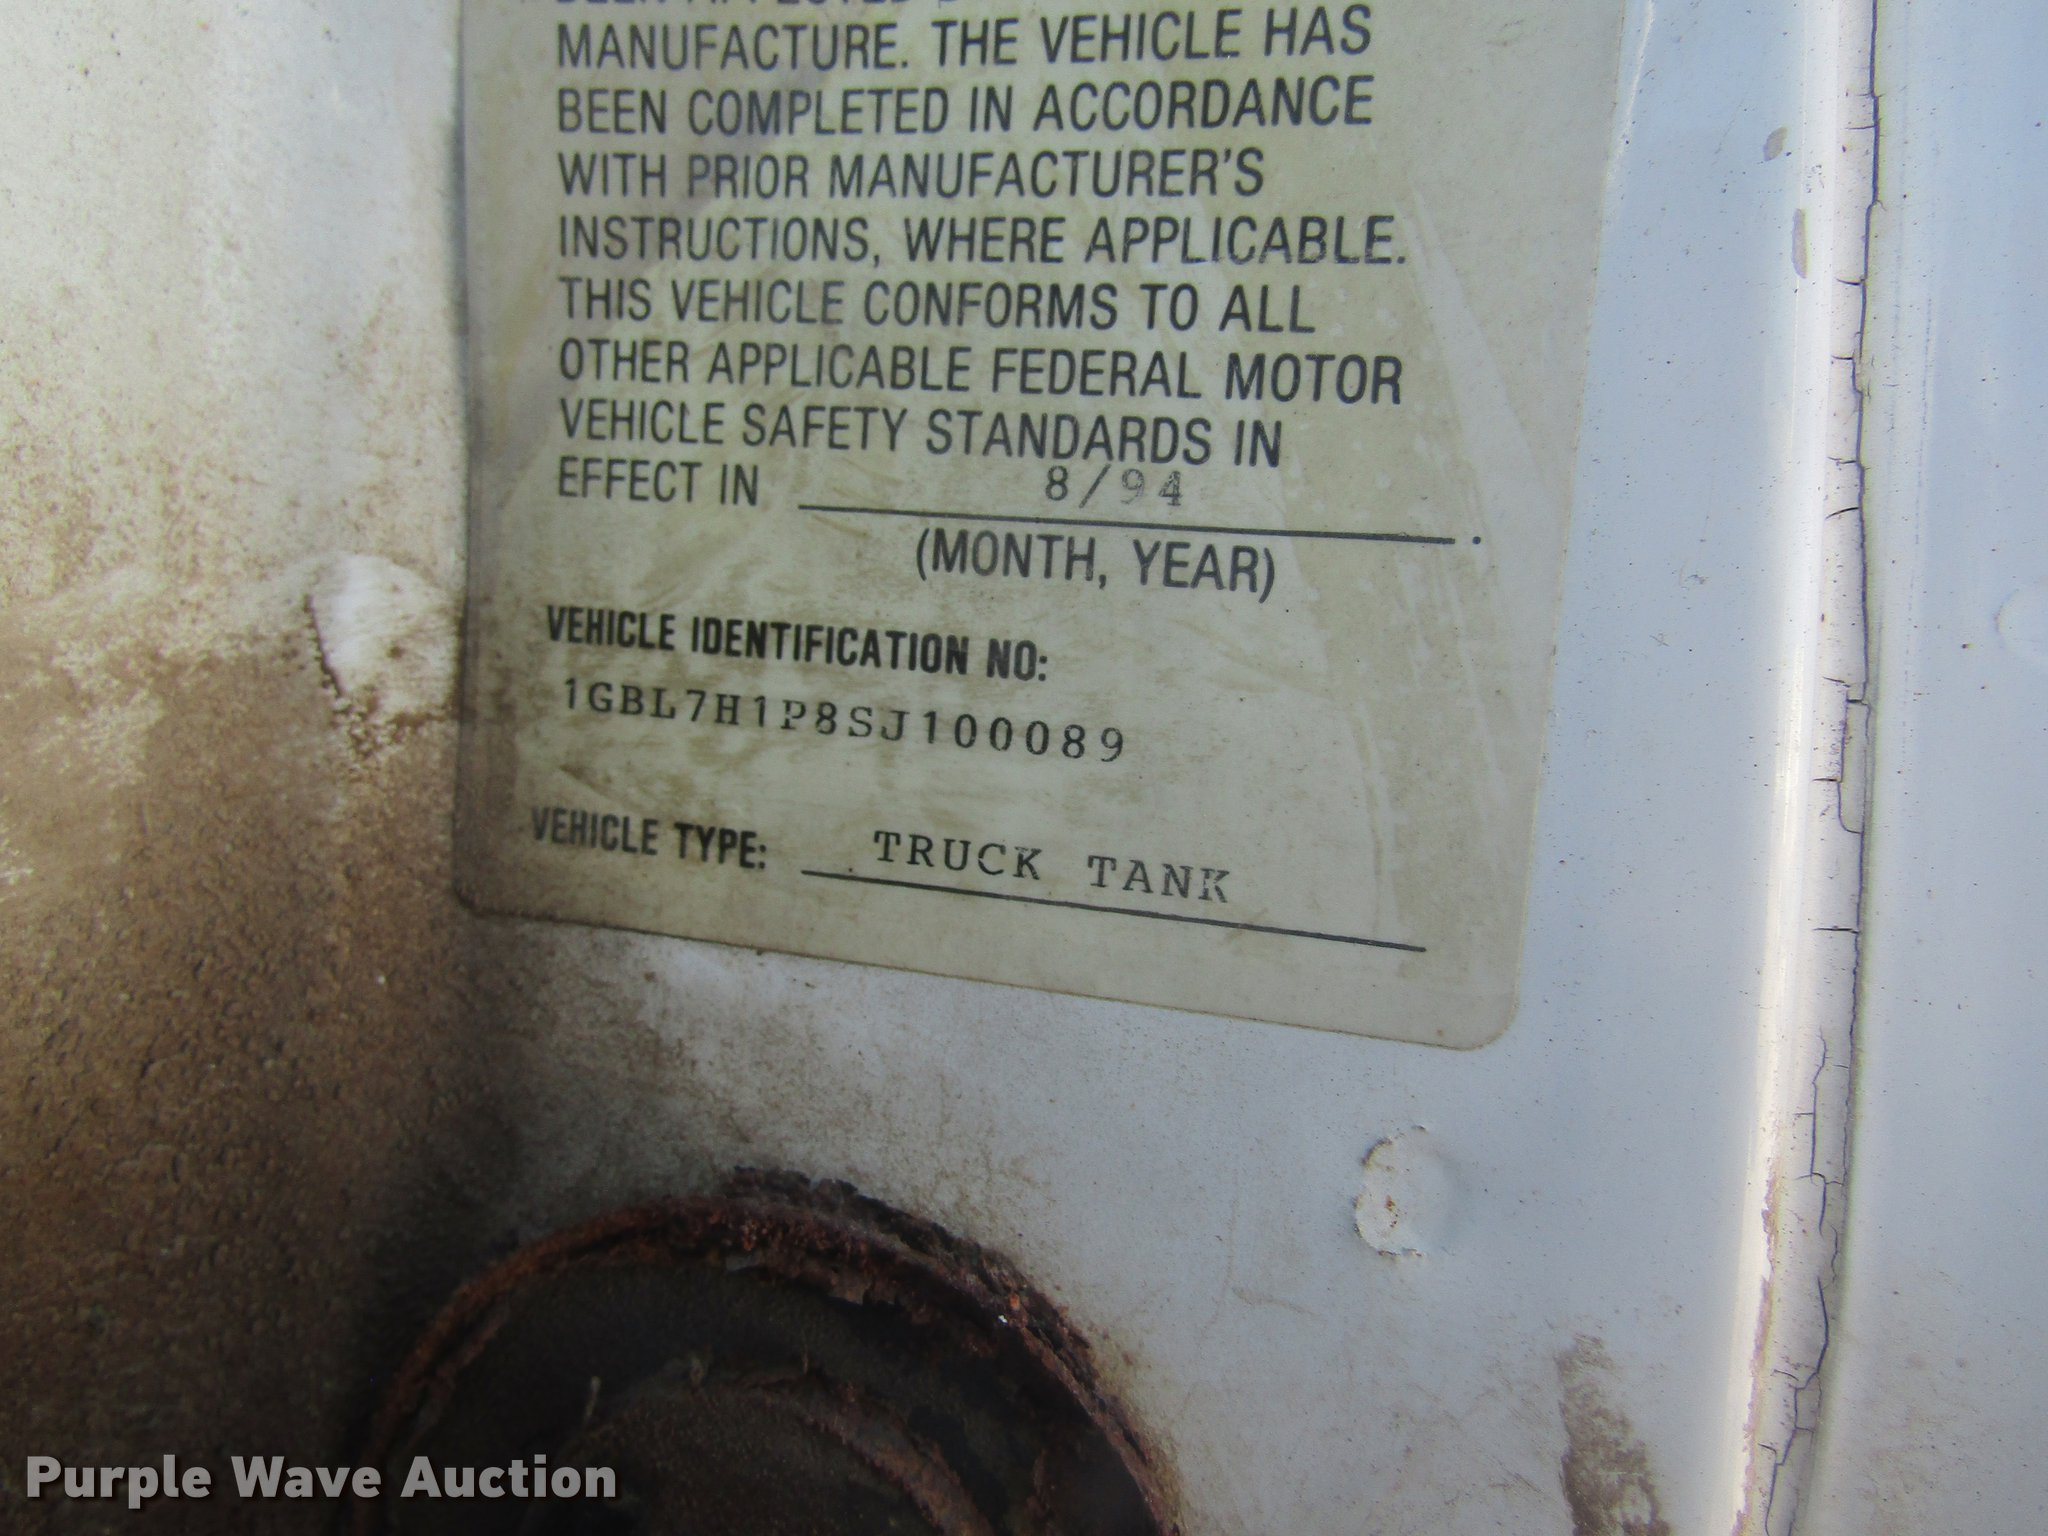 MANUFACTURE. THE VEHICLE HAS
BEEN COMPLETED IN ACCORDANCE
WITH PRIOR MANUFACTURER'S
INSTRUCTIONS, WHERE APPLICABLE.
THIS VEHICLE CONFORMS TO ALL
OTHER APPLICABLE FEDERAL MOTOR
VEHICLE SAFETY STANDARDS IN
EFFECT IN 8/94.
(MONTH, YEAR)
VEHICLE IDENTIFICATION NO:
1GBL7H1P8SJ100089
VEHICLE TYPE: TRUCK TANK
Purple Wave Auction